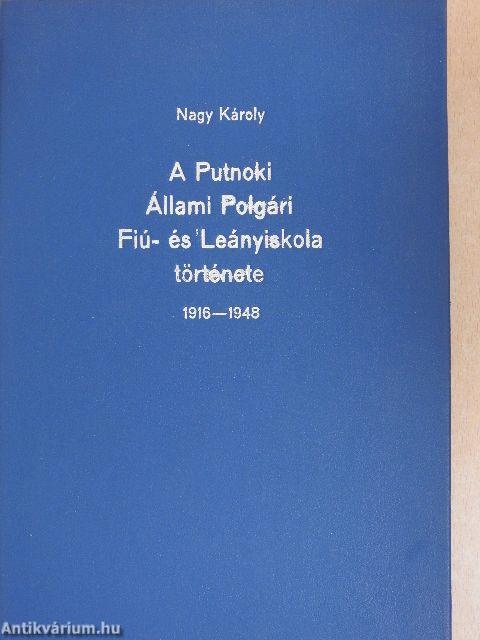 Nagy Károly
A Putnoki
Állami Polgári
Fiú- és Leányiskola
története
1916—1948
Antikvárium.hu